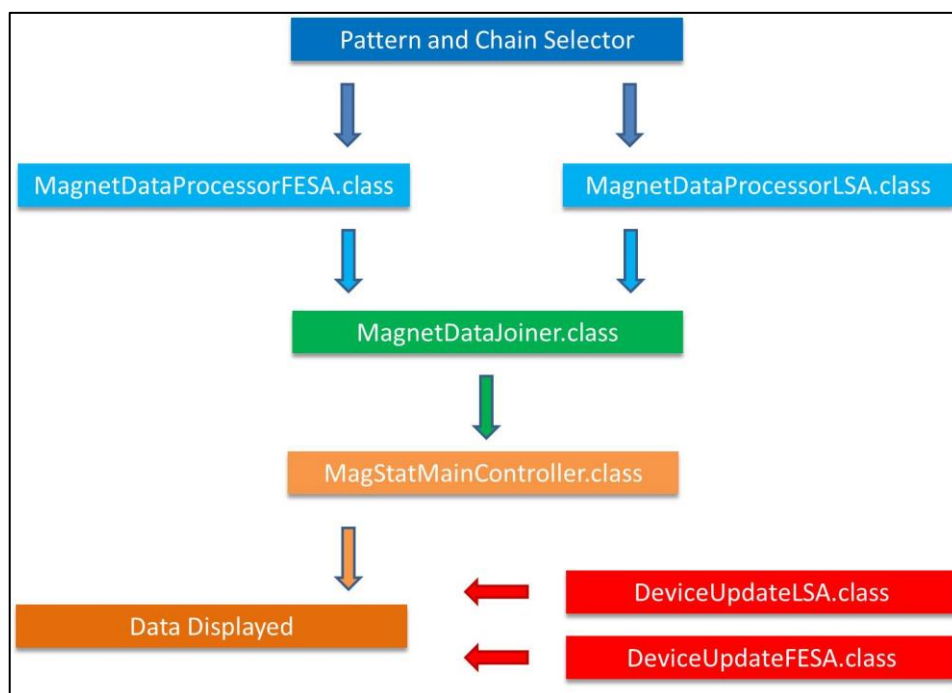 Pattern and Chain Selector
MagnetDataProcessorFESA.class
MagnetDataProcessorLSA.class
MagnetDataJoiner.class
MagStatMainController.class
DeviceUpdateLSA.class
Data Displayed
DeviceUpdateFESA.class